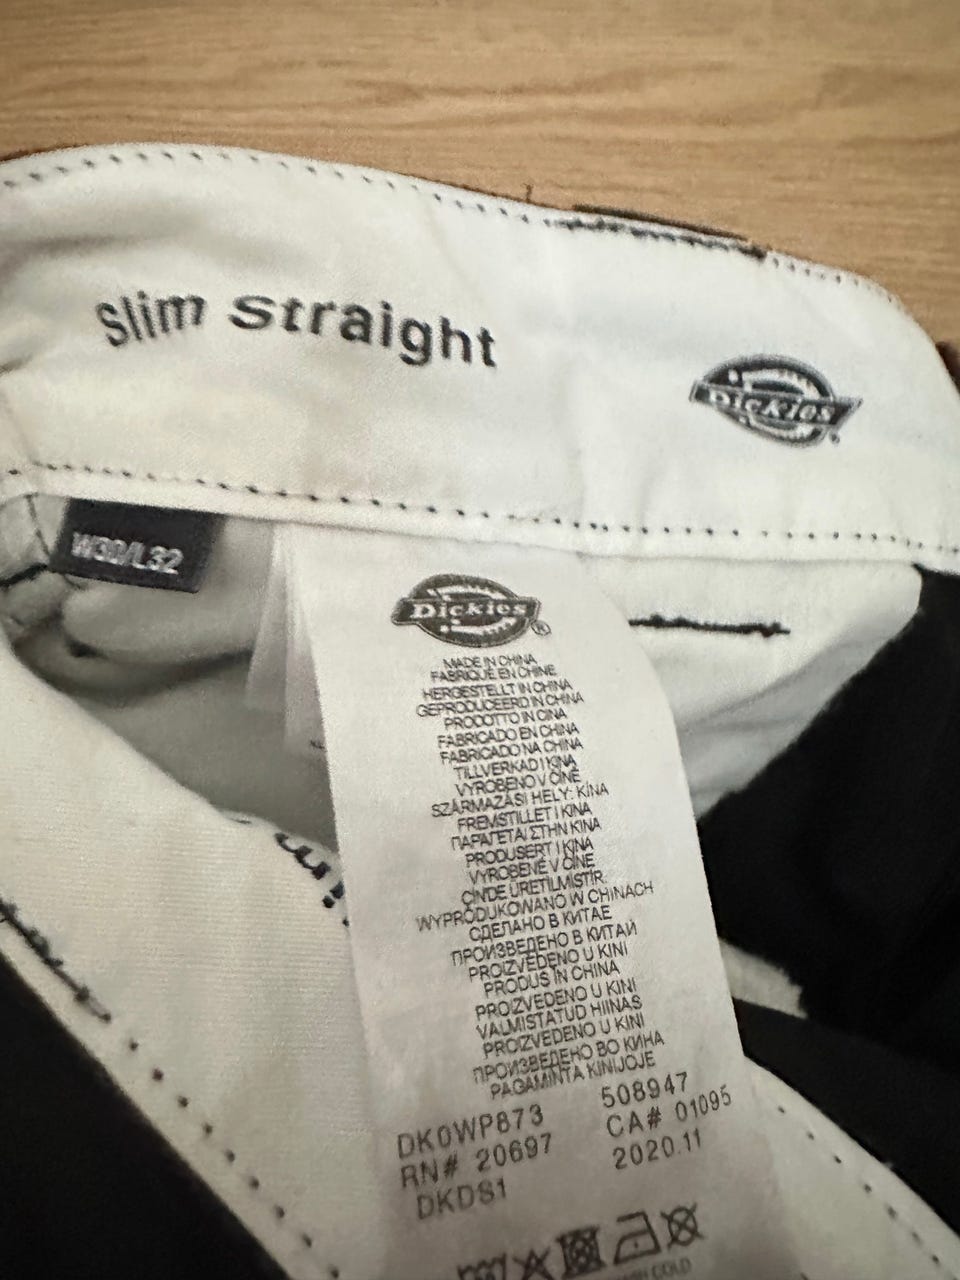 Slim Straight
Dickies
W30/L32
Dickies®
MADE IN CHINA
FABRIQUÉ EN CHINE
HERGESTELLT IN CHINA
GEPRODUCEERD IN CHINA
PRODOTTO IN CINA
FABRICADO EN CHINA
FABRICADO NA CHINA
TILLVERKAD I KINA
VYROBENO V ČÍNĚ
SZÁRMAZÁSI HELY: KÍNA
FREMSTILLET I KINA
ΠΑΡΑΓΕΤΑΙ ΣΤΗΝ ΚΙΝΑ
PRODUSERT I KINA
VYROBENÉ V ČÍNE
ÇİNDE ÜRETİLMİŞTİR.
WYPRODUKOWANO W CHINACH
СДЕЛАНО В КИТАЕ
ПРОИЗВЕДЕНО В КИТАЙ
PROIZVEDENO U KINI
PRODUS IN CHINA
PROIZVEDENO U KINI
VALMISTATUD HIINAS
PROIZVEDENO U KINI
ПРОИЗВЕДЕНО ВО КИНА
PAGAMINTA KINIJOJE
DK0WP873 508947
RN# 20697 CA# 01095
DKDS1 2020.11
COLD